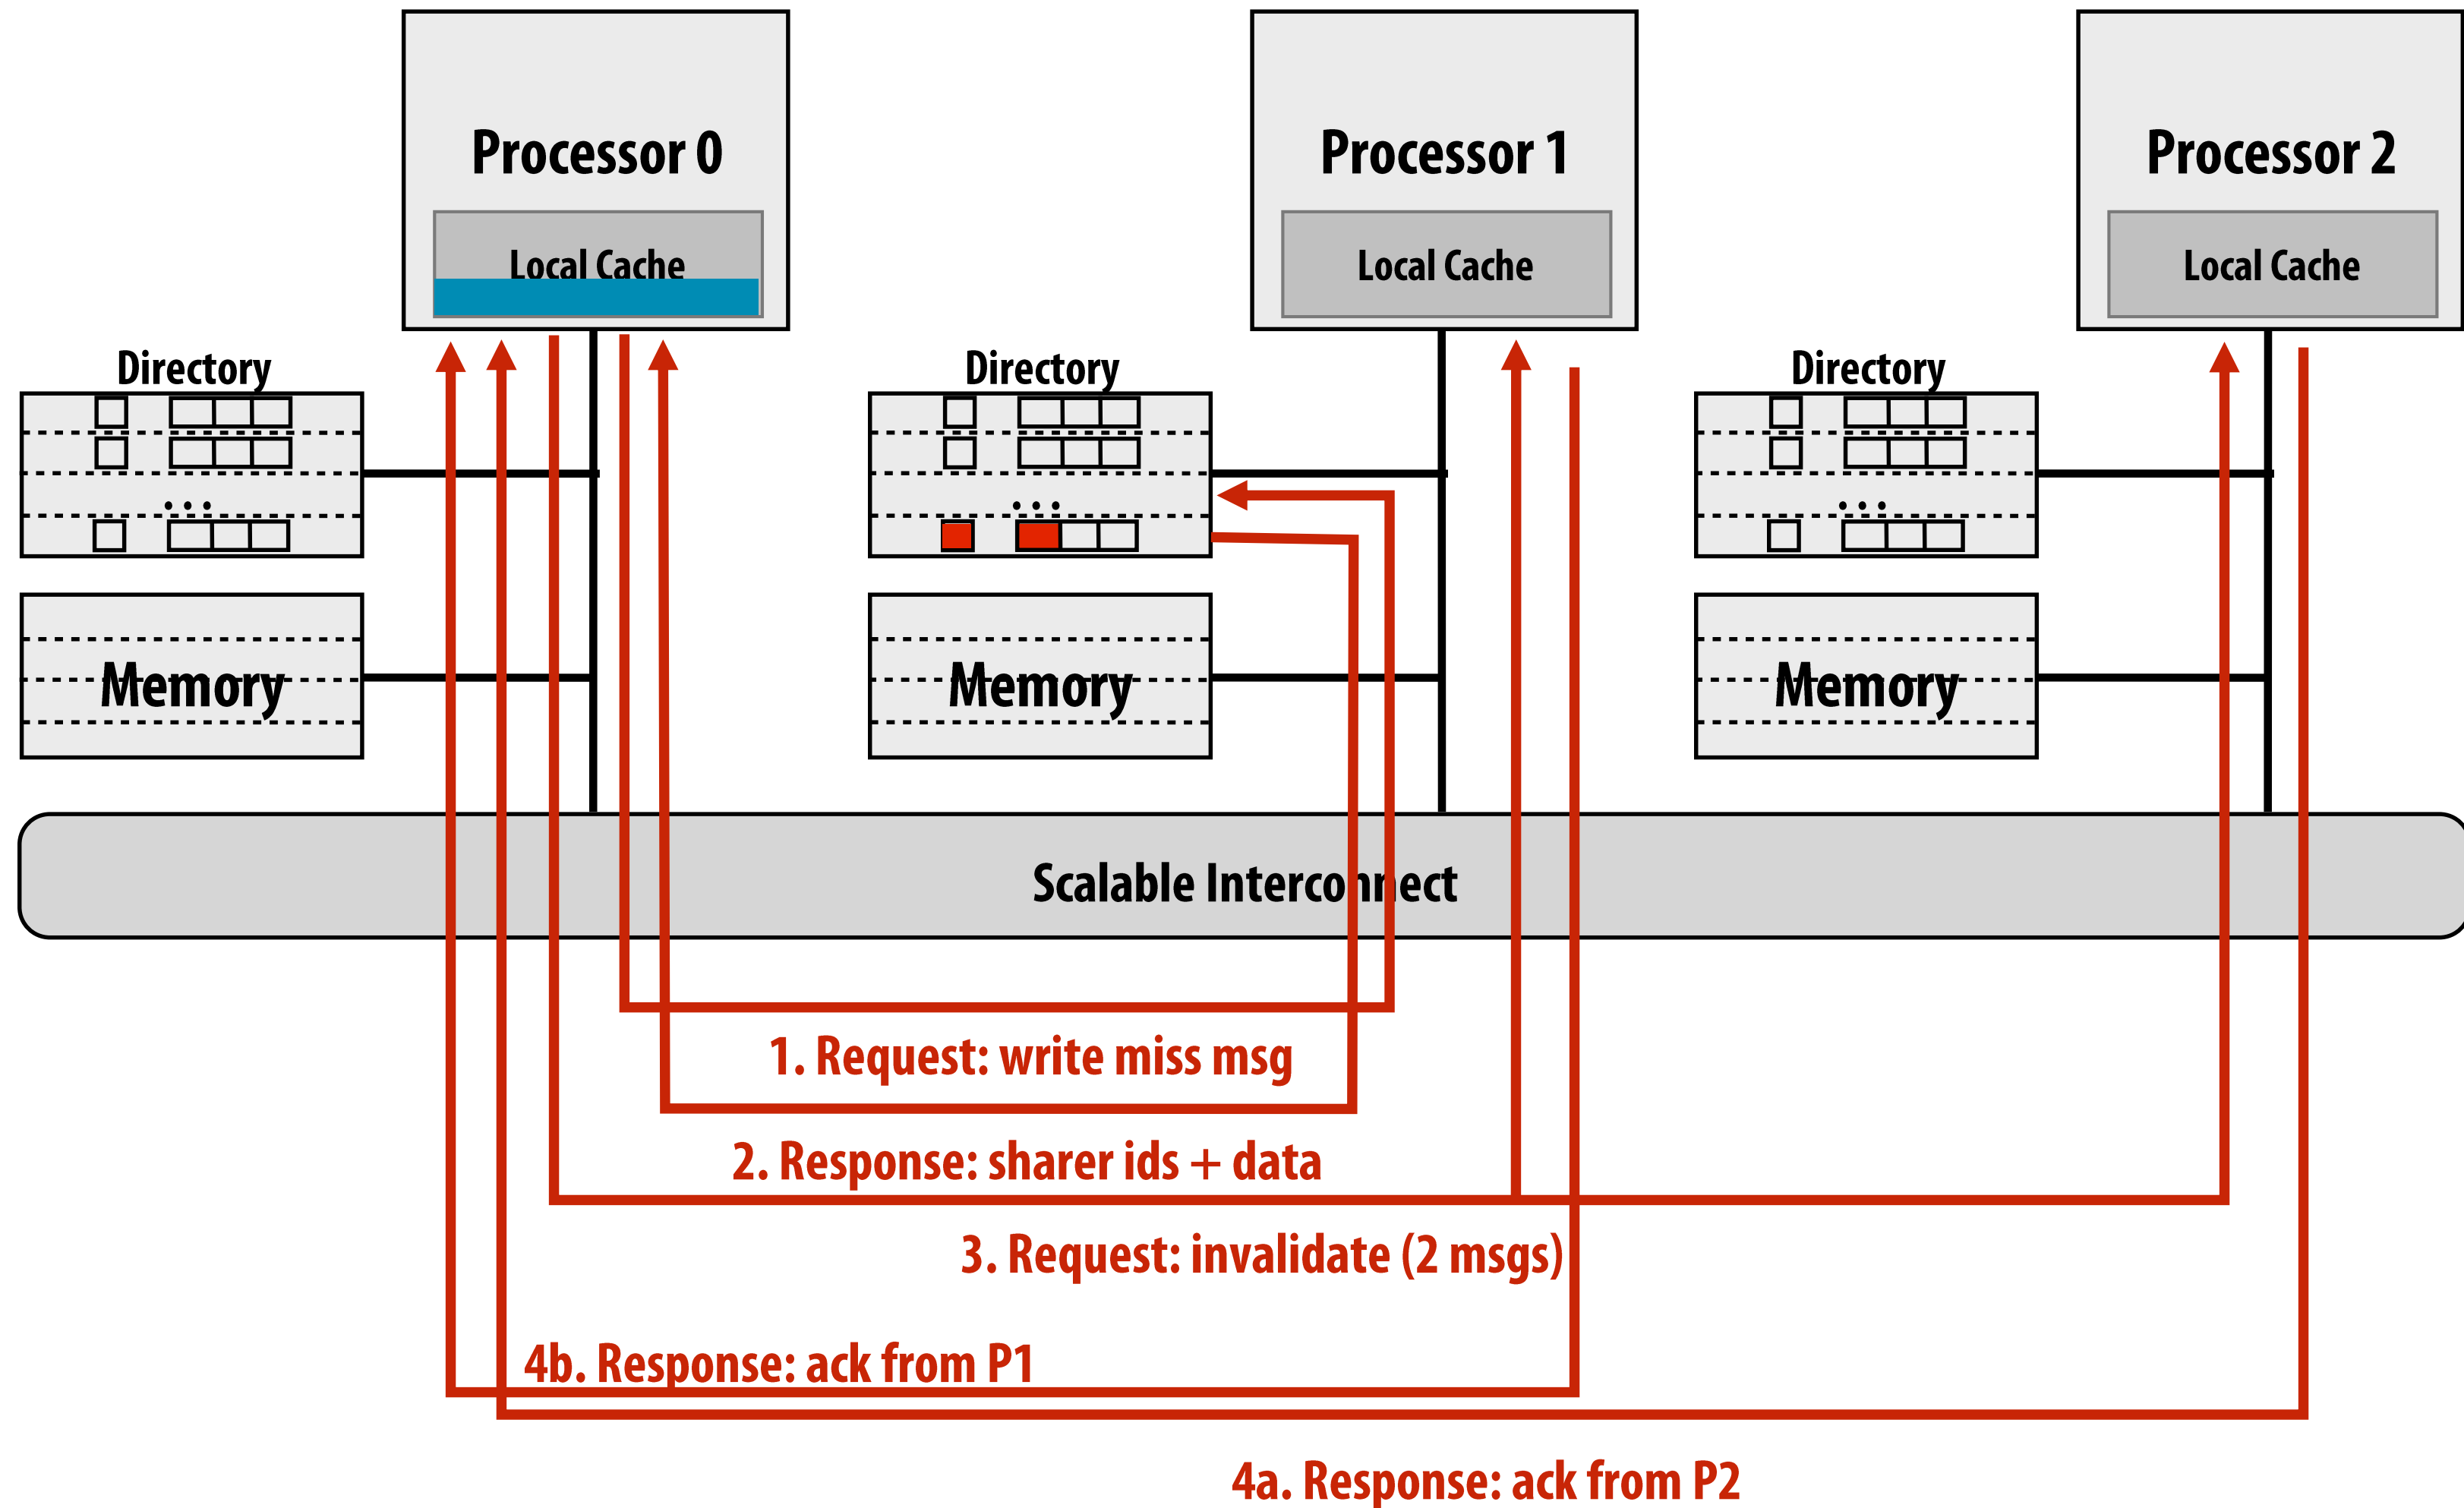 Processor 0
Processor 1
Processor 2
Local Cache
Local Cache
Local Cache
Directory
Directory
Directory
. . .
. . .
. . .
Memory
Memory
Memory
Scalable Interconnect
1. Request: write miss msg
2. Response: sharer ids + data
3. Request: invalidate (2 msgs)
4b. Response: ack from P1
4a. Response: ack from P2